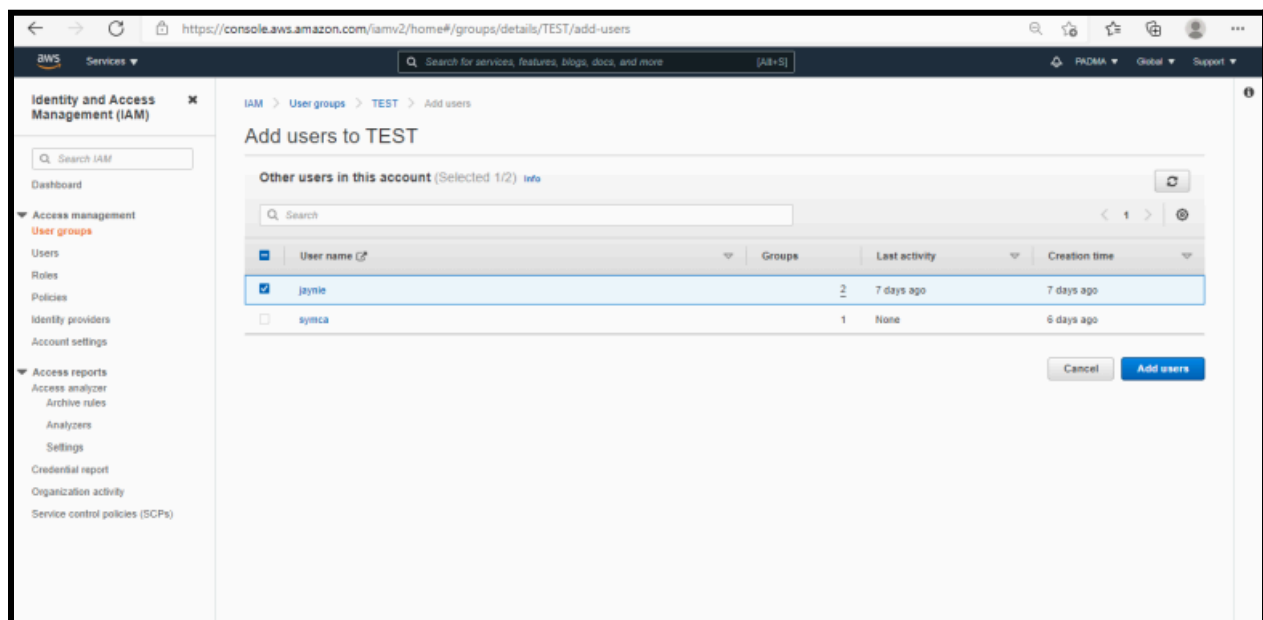 https://console.aws.amazon.com/iamv2/home#/groups/details/TEST/add-users
aws Services Search for services, features, blogs, docs, and more [Alt+S] PADMA Global Support
Identity and Access
Management (IAM)
Search IAM
Dashboard
Access management
User groups
Users
Roles
Policies
Identity providers
Account settings
Access reports
Access analyzer
Archive rules
Analyzers
Settings
Credential report
Organization activity
Service control policies (SCPs)
IAM > User groups > TEST > Add users
Add users to TEST
Other users in this account (Selected 1/2) Info
Search
1
User name Groups Last activity Creation time
jaynie 2 7 days ago 7 days ago
symca 1 None 6 days ago
Cancel Add users